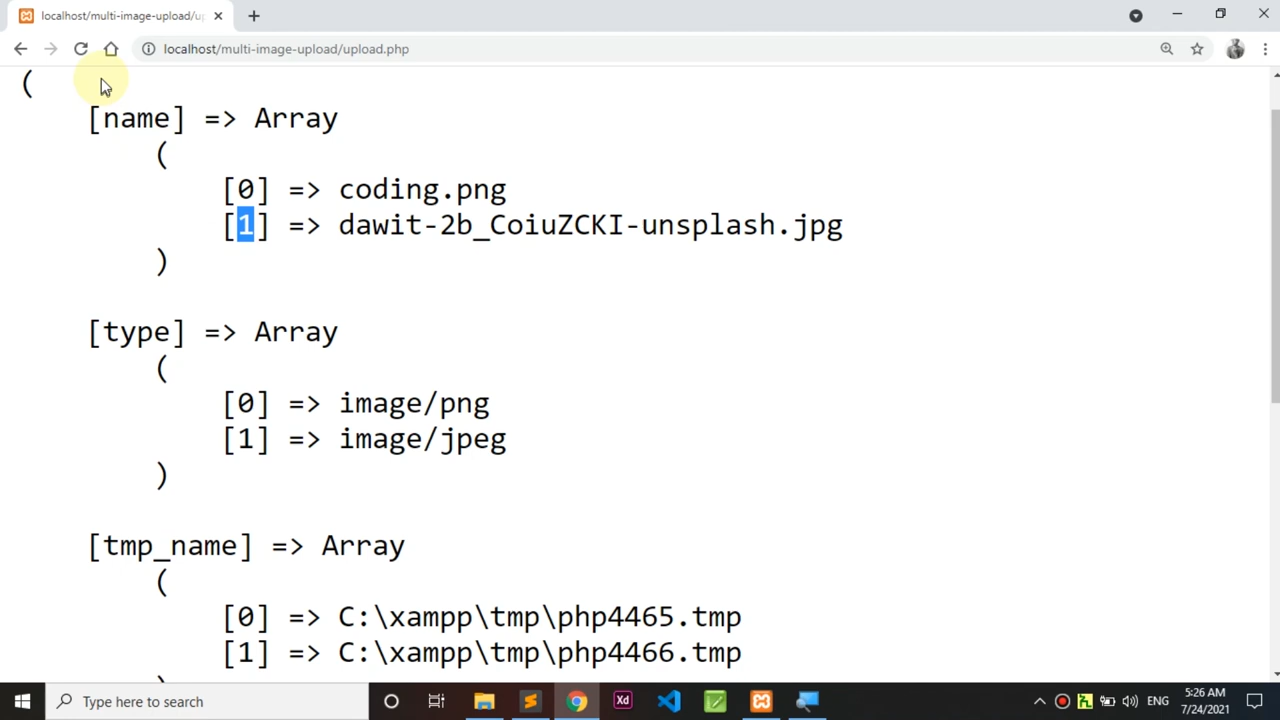 localhost/multi-image-upload/up
localhost/multi-image-upload/upload.php
(
[name] => Array
(
[0] => coding.png
[1] => dawit-2b_CoiuZCKI-unsplash.jpg
)
[type] => Array
(
[0] => image/png
[1] => image/jpeg
)
[tmp_name] => Array
(
[0] => C:\xampp\tmp\php4465.tmp
[1] => C:\xampp\tmp\php4466.tmp
)
Type here to search
Xd
ENG
5:26 AM
7/24/2021